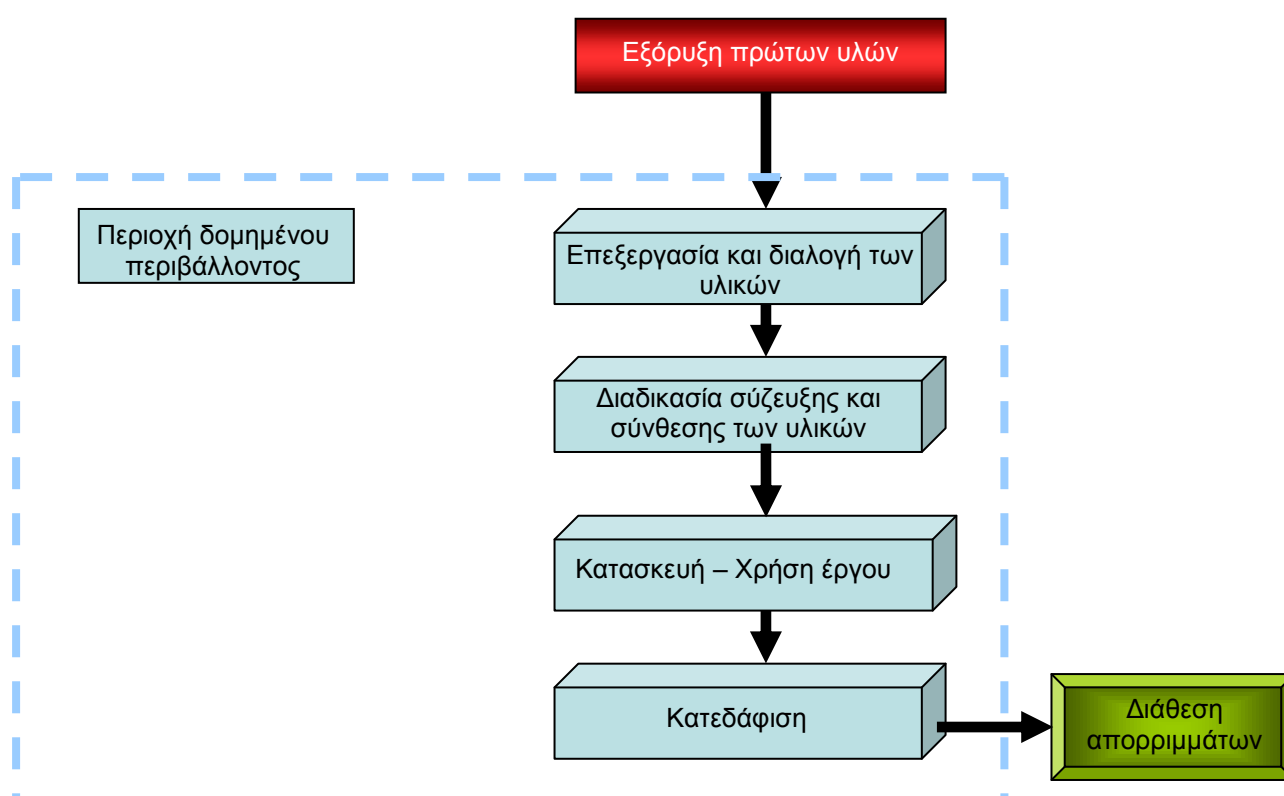 Εξόρυξη πρώτων υλών
Περιοχή δομημένου
περιβάλλοντος
Επεξεργασία και διαλογή των
υλικών
Διαδικασία σύζευξης και
σύνθεσης των υλικών
Κατασκευή – Χρήση έργου
Κατεδάφιση
Διάθεση
απορριμμάτων